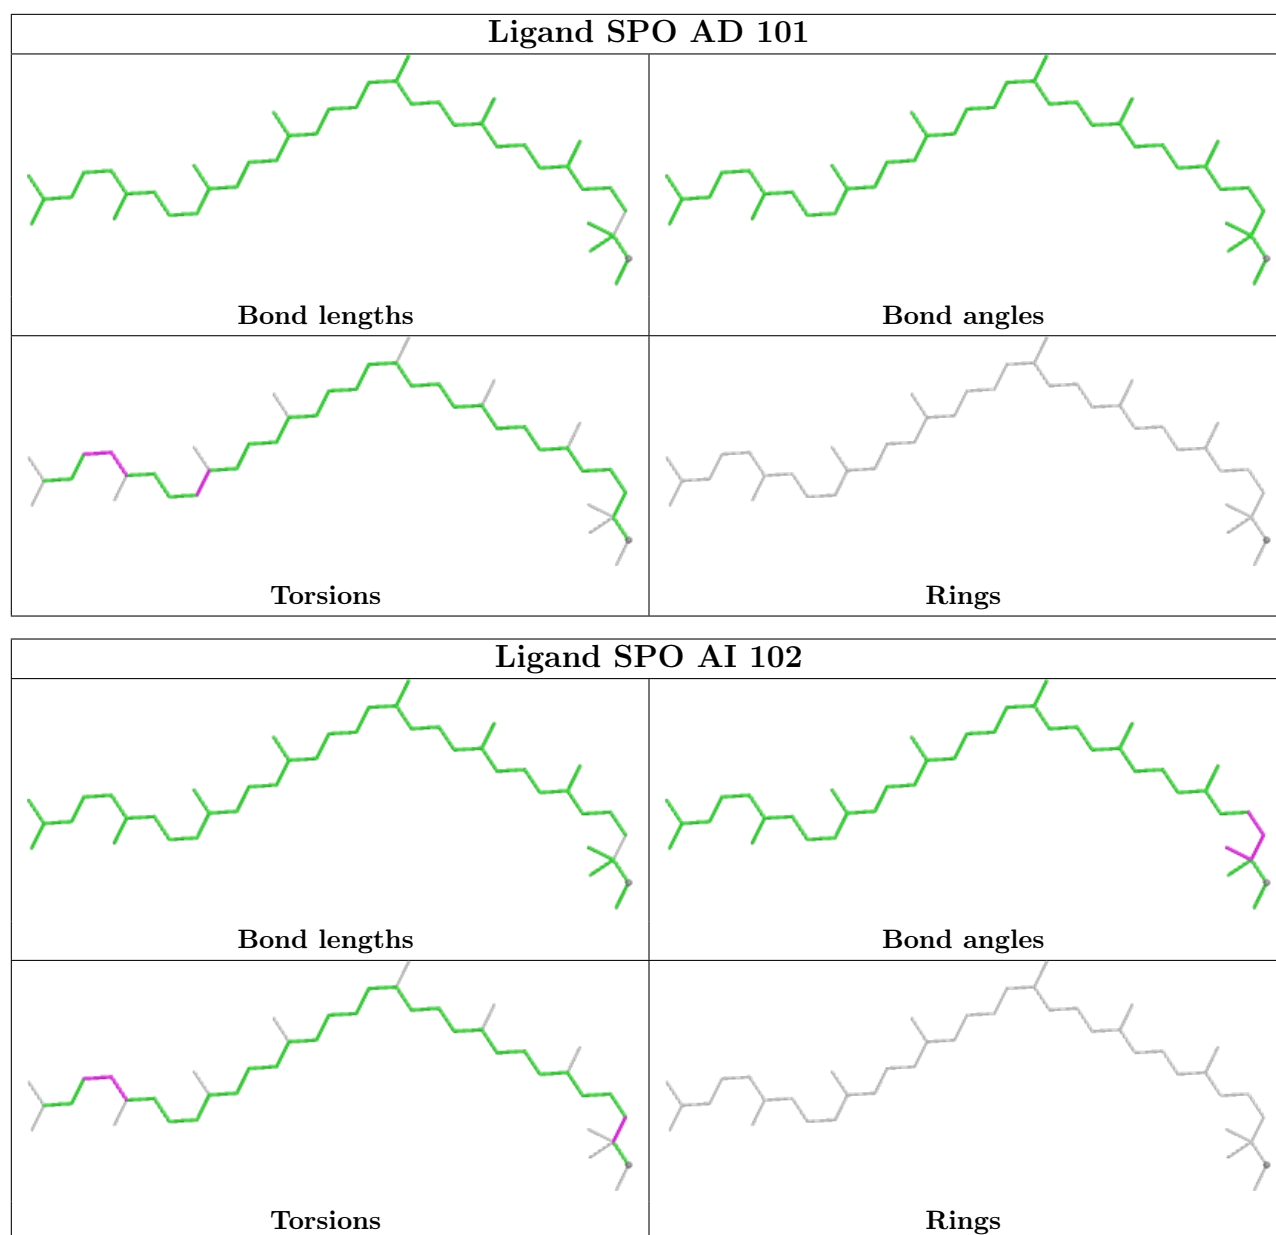 Ligand SPO AD 101
Bond lengths
Bond angles
Torsions
Rings
Ligand SPO AI 102
Bond lengths
Bond angles
Torsions
Rings